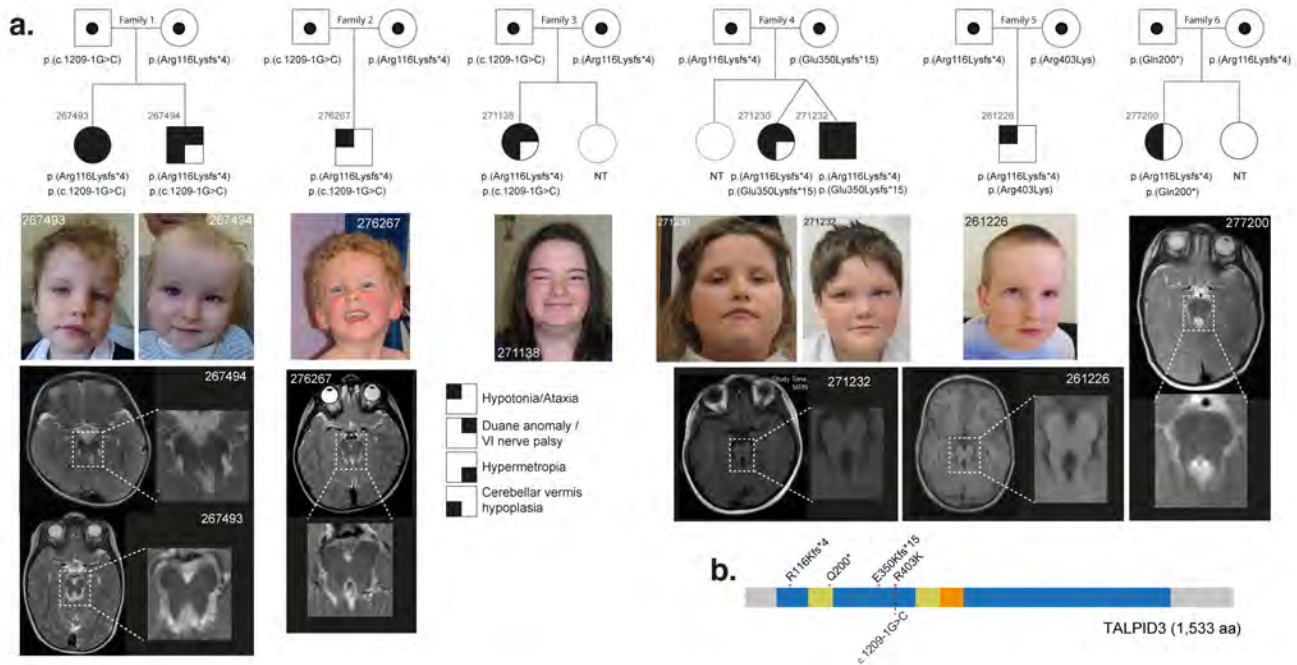 a.
Family 1
p.(c.1209-1G>C)
p.(Arg116Lysfs*4)
267493
267494
p.(Arg116Lysfs*4)
p.(c.1209-1G>C)
p.(Arg116Lysfs*4)
p.(c.1209-1G>C)
Family 2
p.(c.1209-1G>C)
p.(Arg116Lysfs*4)
276267
p.(Arg116Lysfs*4)
p.(c.1209-1G>C)
Family 3
p.(c.1209-1G>C)
p.(Arg116Lysfs*4)
271138
p.(Arg116Lysfs*4)
p.(c.1209-1G>C)
NT
Family 4
p.(Arg116Lysfs*4)
p.(Glu350Lysfs*15)
271230
271232
NT
p.(Arg116Lysfs*4)
p.(Glu350Lysfs*15)
p.(Arg116Lysfs*4)
p.(Glu350Lysfs*15)
Family 5
p.(Arg116Lysfs*4)
p.(Arg403Lys)
261226
p.(Arg116Lysfs*4)
p.(Arg403Lys)
Family 6
p.(Gln200*)
p.(Arg116Lysfs*4)
277200
p.(Arg116Lysfs*4)
p.(Gln200*)
NT
267493
267494
276267
271138
271230
271232
261226
277200
267494
276267
267493
Hypotonia/Ataxia
Duane anomaly /
VI nerve palsy
Hypermetropia
Cerebellar vermis
hypoplasia
Study Time:
MRN
271232
261226
b.
R116Kfs*4
Q200*
E350Kfs*15
R403K
c.1209-1G>C
TALPID3 (1,533 aa)